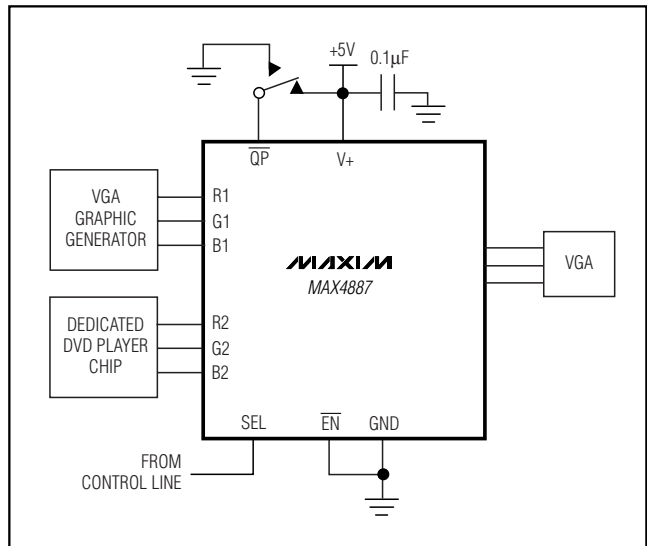 +5V
0.1µF
QP
V+
VGA
GRAPHIC
GENERATOR
R1
G1
B1
MAXIM
MAX4887
VGA
DEDICATED
DVD PLAYER
CHIP
R2
G2
B2
SEL
EN
GND
FROM
CONTROL LINE